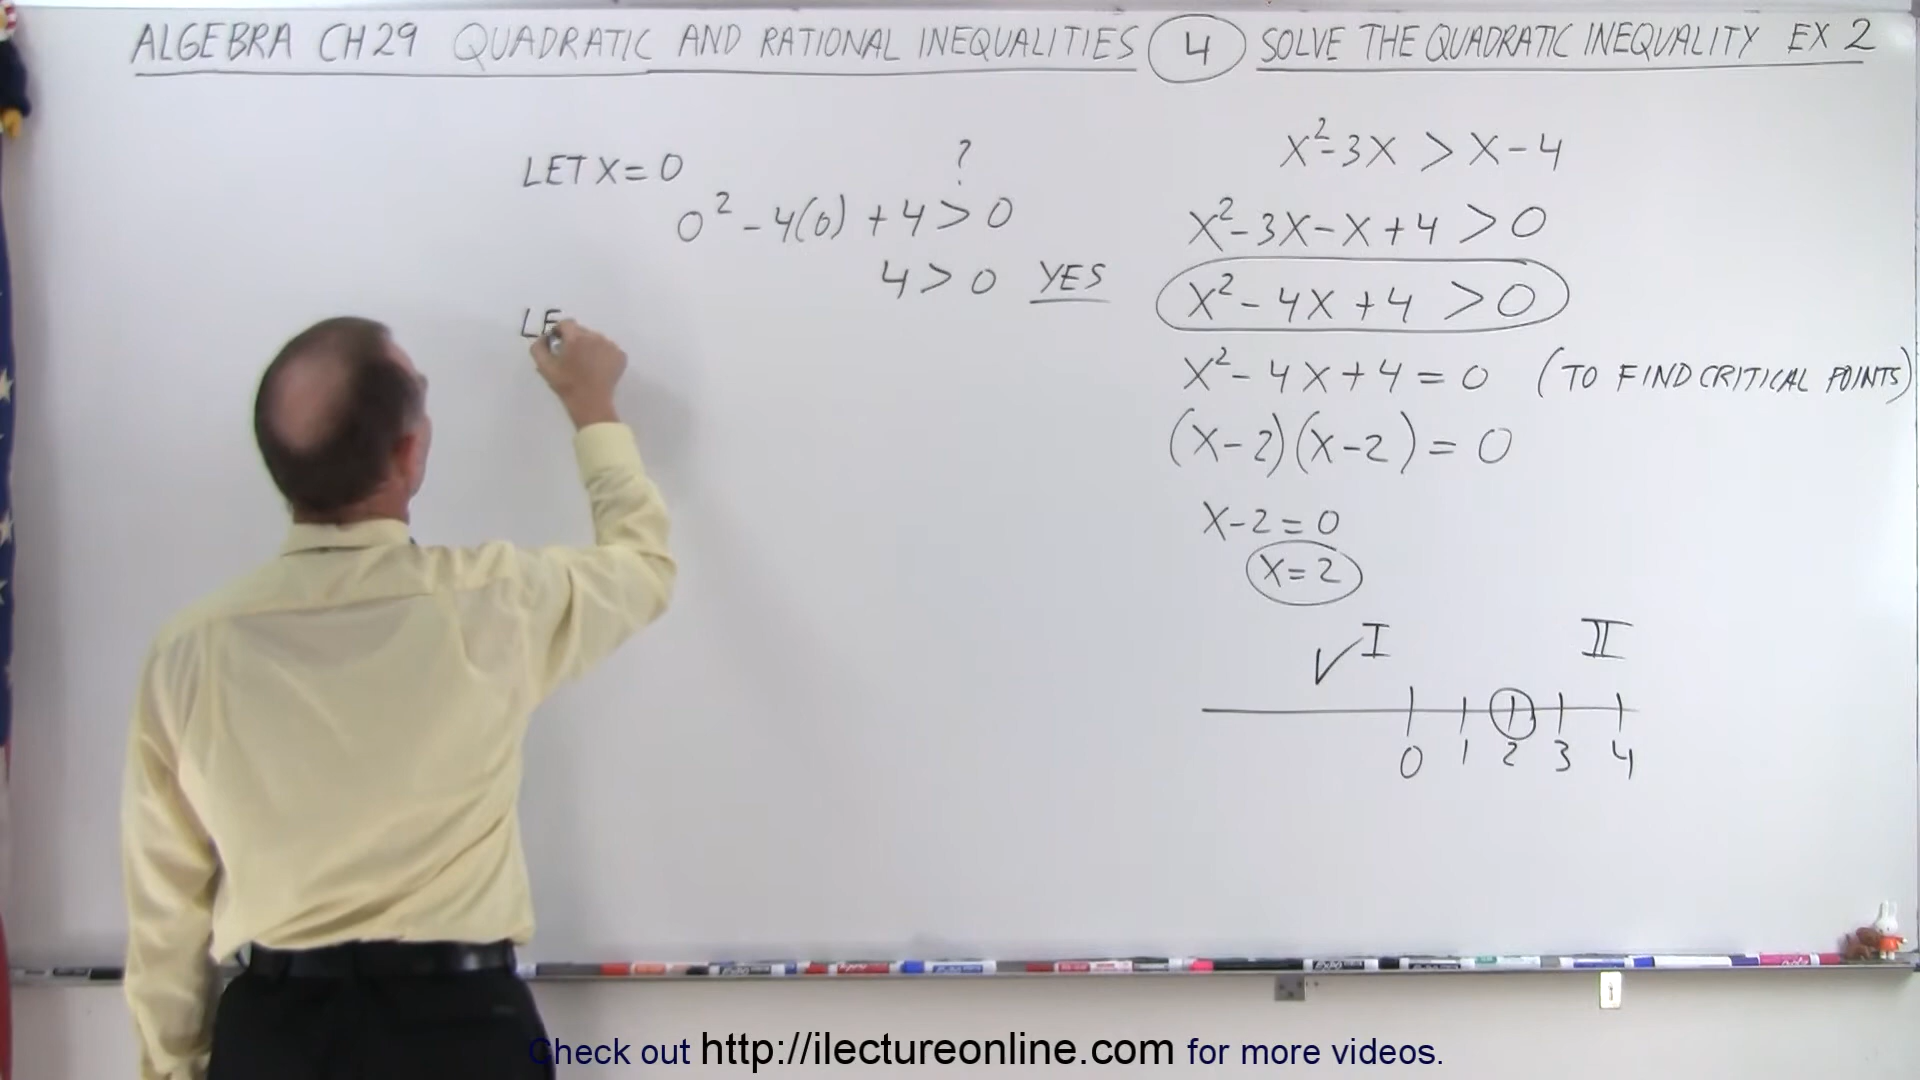 ALGEBRA CH 29 QUADRATIC AND RATIONAL INEQUALITIES 4 SOLVE THE QUADRATIC INEQUALITY EX 2
LET X = 0
?
0² - 4(0) + 4 > 0
4 > 0 YES
LE
X² - 3X > X - 4
X² - 3X - X + 4 > 0
X² - 4X + 4 > 0
X² - 4X + 4 = 0 (TO FIND CRITICAL POINTS)
(X - 2)(X - 2) = 0
X - 2 = 0
X = 2
✓ I II
0 1 2 3 4
Check out http://ilectureonline.com for more videos.